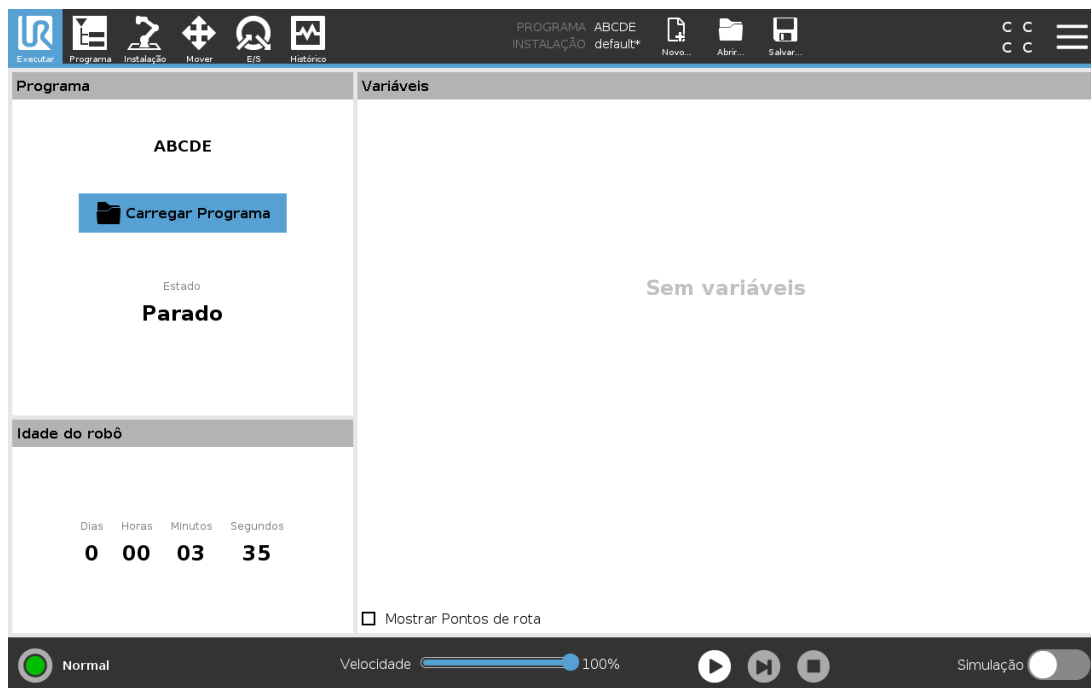 UR
Executar
Programa
Instalação
Mover
E/S
Histórico
PROGRAMA ABCDE
INSTALAÇÃO default*
Novo...
Abrir...
Salvar...
C C
C C
Programa
ABCDE
Carregar Programa
Estado
Parado
Variáveis
Sem variáveis
Mostrar Pontos de rota
Idade do robô
Dias Horas Minutos Segundos
0 00 03 35
Normal
Velocidade 100%
Simulação